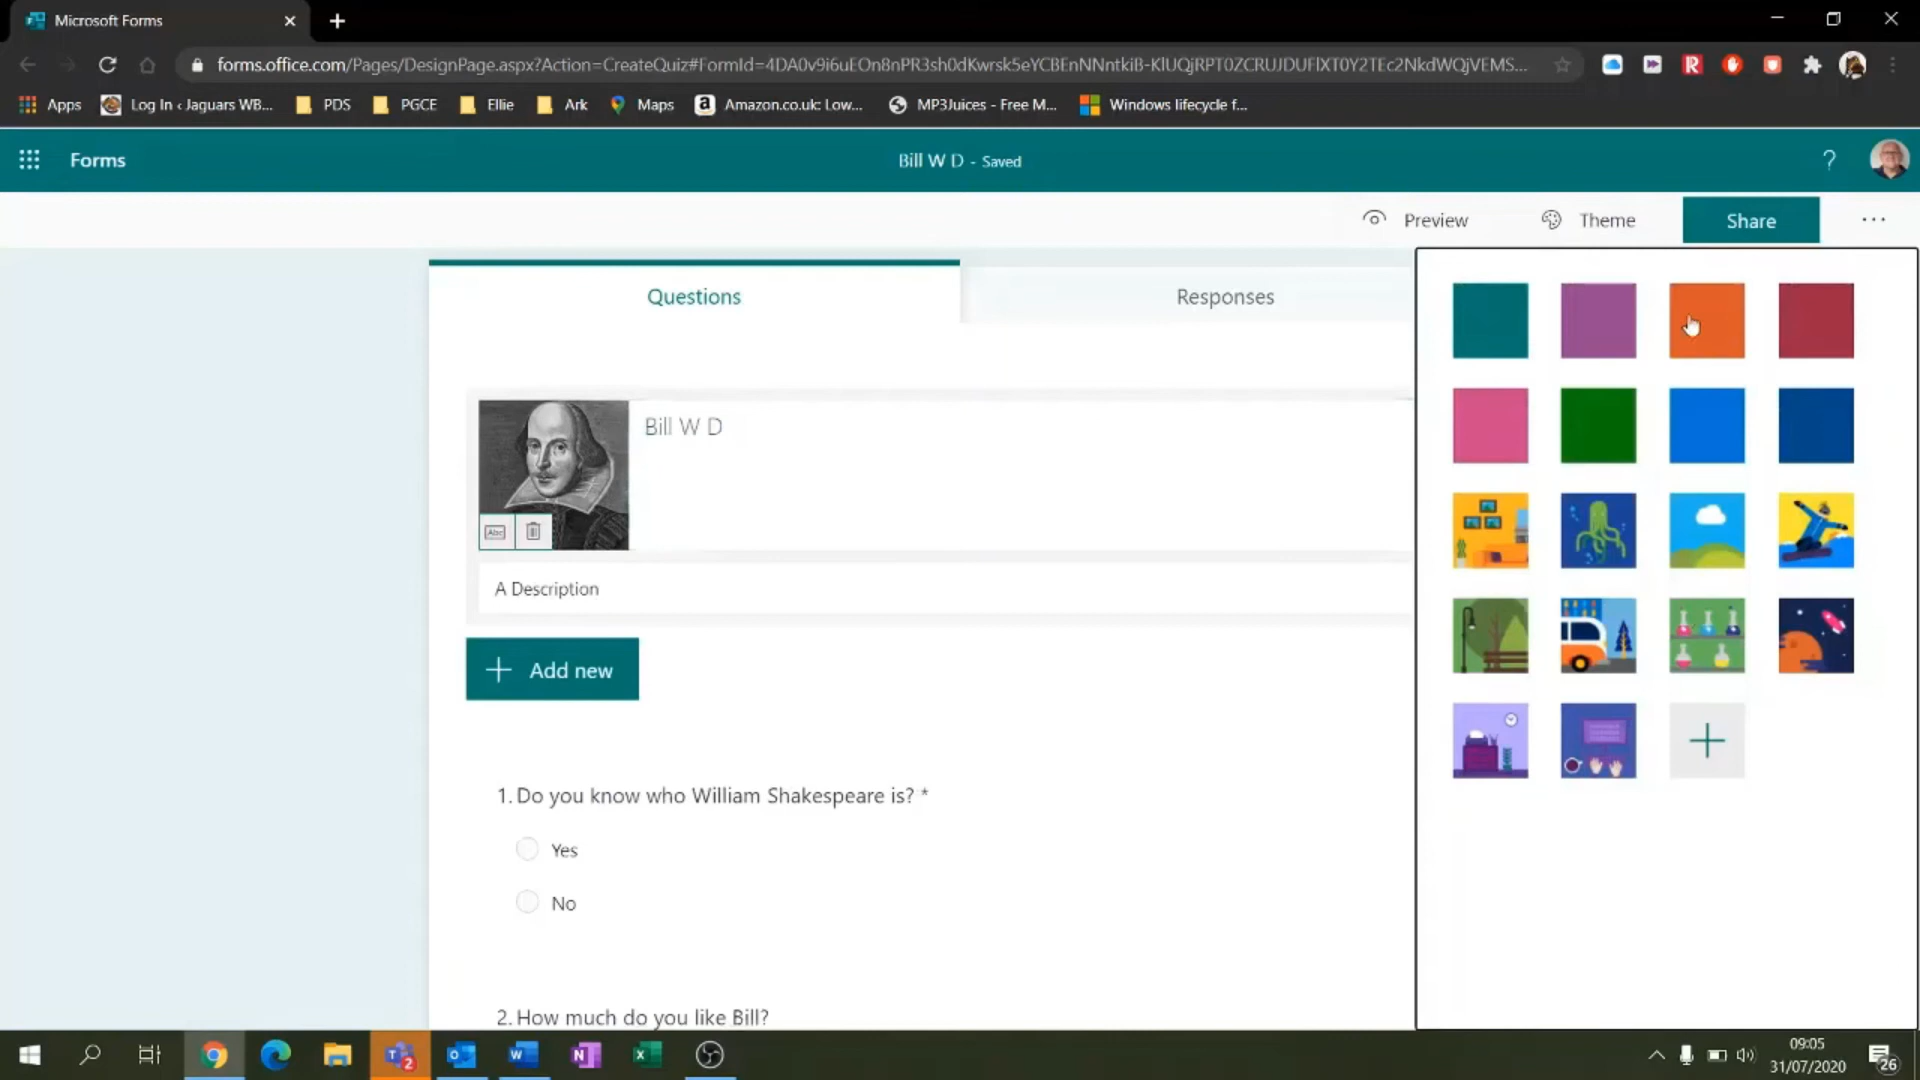 Microsoft Forms
forms.office.com/Pages/DesignPage.aspx?Action=CreateQuiz#FormId=4DA0v9i6uEOn8nPR3sh0dKwrsk5eYCBEnNNntkiB-KlUQjRPT0ZCRUJDUFlXT0Y2TEc2NkdWQjVEMS...
Apps
Log In ‹ Jaguars WB...
PDS
PGCE
Ellie
Ark
Maps
Amazon.co.uk: Low...
MP3Juices - Free M...
Windows lifecycle f...
Forms
Bill W D - Saved
?
Preview
Theme
Share
...
Questions
Responses
Bill W D
Abc
A Description
Add new
1. Do you know who William Shakespeare is? *
Yes
No
2. How much do you like Bill?
09:05
31/07/2020
26
2